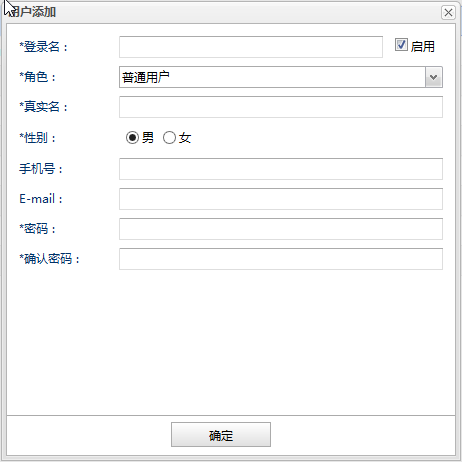 用户添加
*登录名： 启用
*角色： 普通用户
*真实名：
*性别： 男 女
手机号：
E-mail：
*密码：
*确认密码：
确定